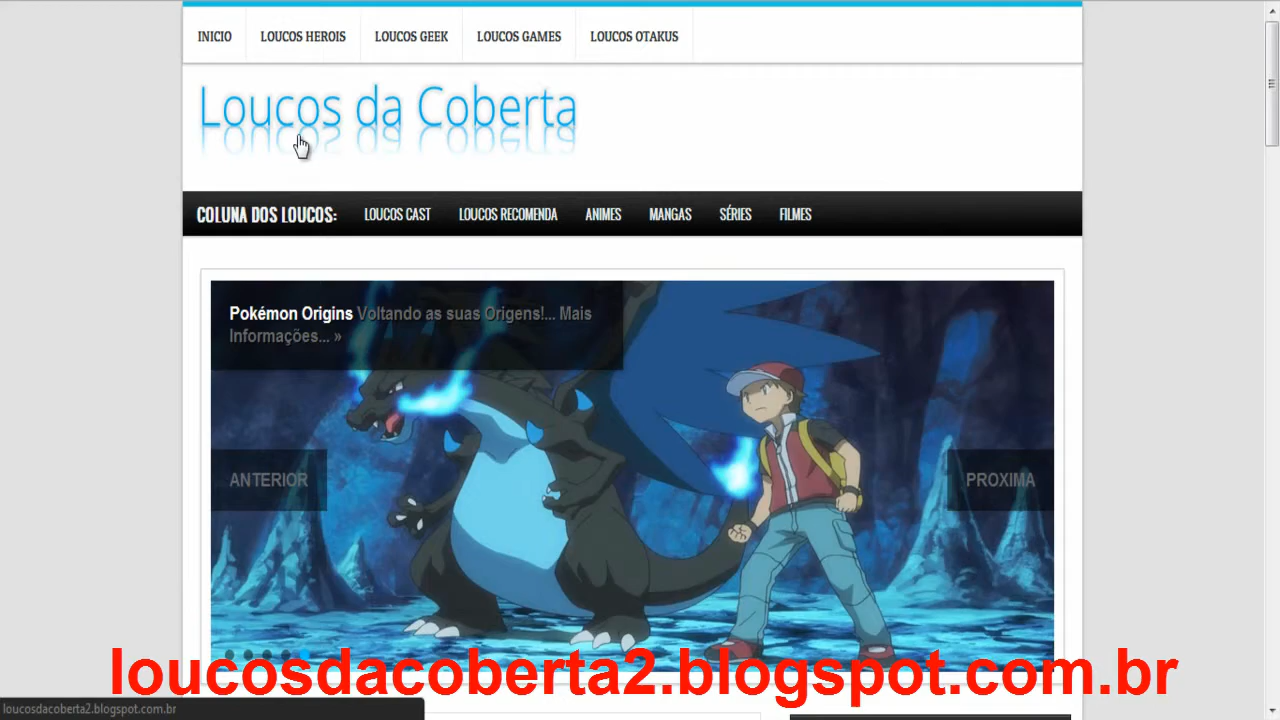 INICIO LOUCOS HEROIS LOUCOS GEEK LOUCOS GAMES LOUCOS OTAKUS
Loucos da Coberta
COLUNA DOS LOUCOS: LOUCOS CAST LOUCOS RECOMENDA ANIMES MANGAS SÉRIES FILMES
Pokémon Origins Voltando as suas Origens!... Mais
Informações... »
ANTERIOR PROXIMA
loucosdacoberta2.blogspot.com.br
loucosdacoberta2.blogspot.com.br